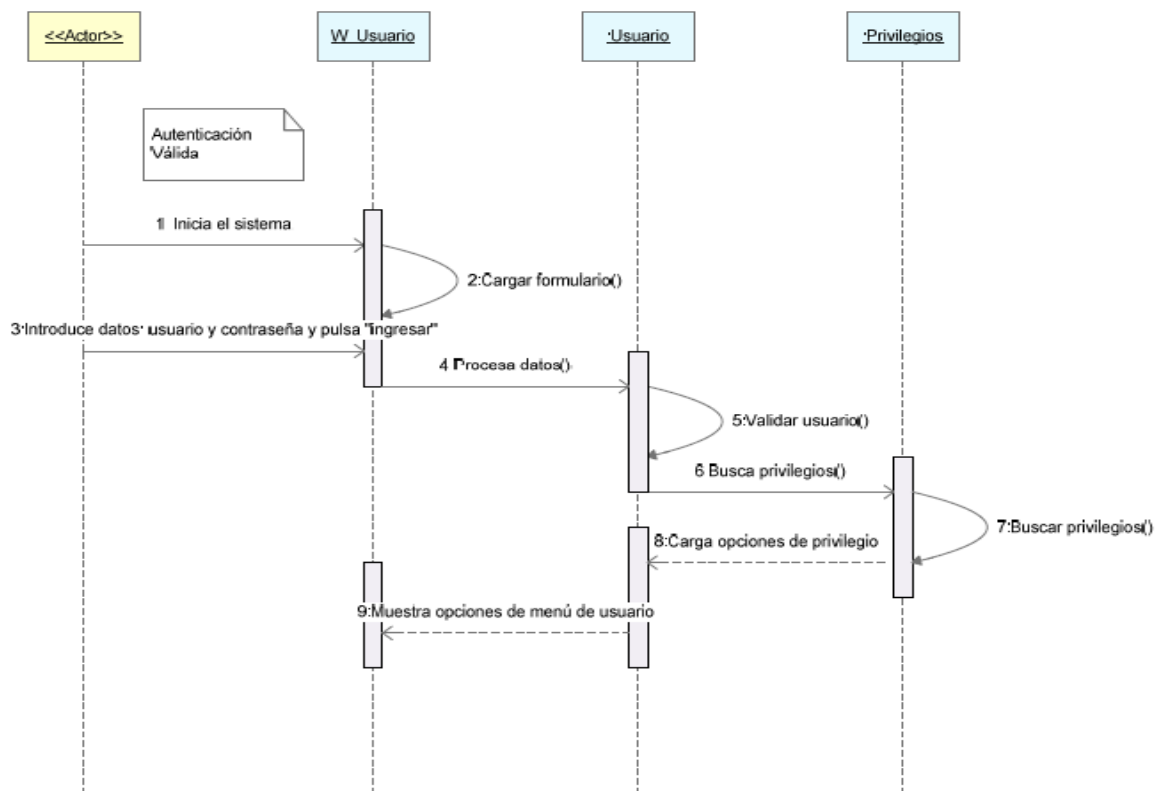 <<Actor>>
W_Usuario
:Usuario
:Privilegios
Autenticación
Válida
1: Inicia el sistema
2:Cargar formulario()
3:Introduce datos: usuario y contraseña y pulsa "ingresar"
4 Procesa datos()
5:Validar usuario()
6 Busca privilegios()
7:Buscar privilegios()
8:Carga opciones de privilegio
9:Muestra opciones de menú de usuario